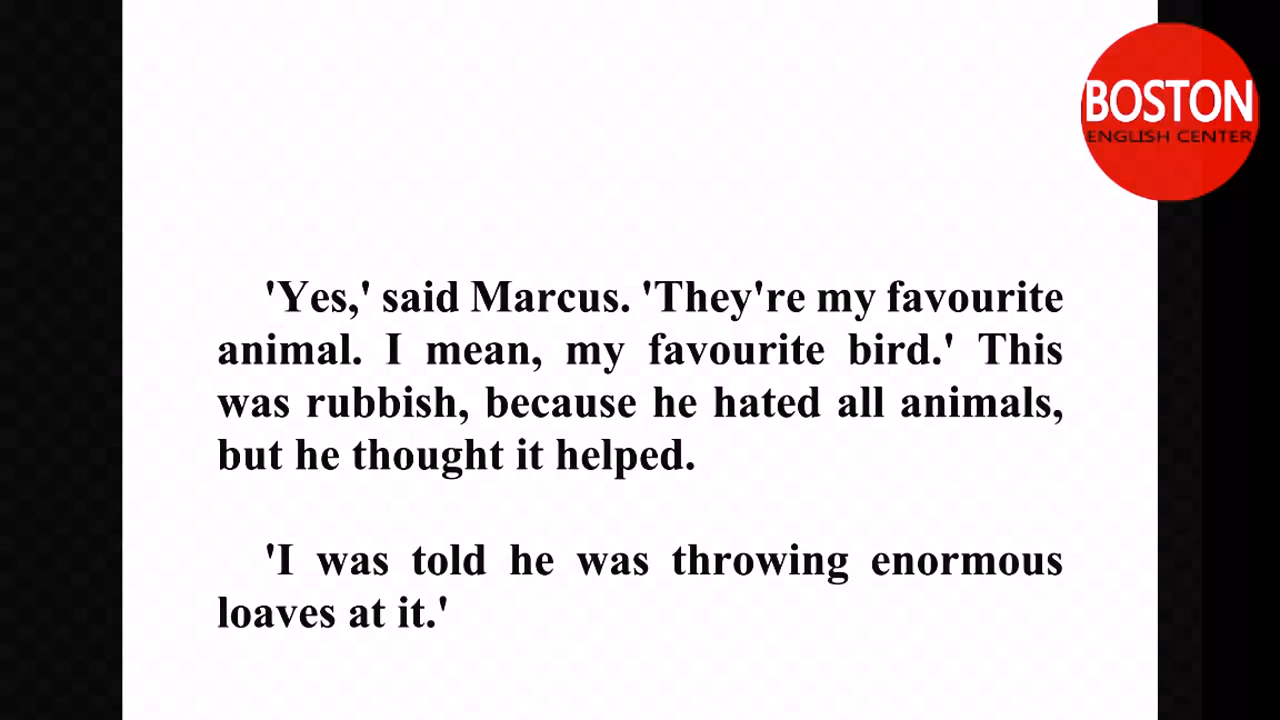 BOSTON
ENGLISH CENTER
'Yes,' said Marcus. 'They're my favourite
animal. I mean, my favourite bird.' This
was rubbish, because he hated all animals,
but he thought it helped.
'I was told he was throwing enormous
loaves at it.'